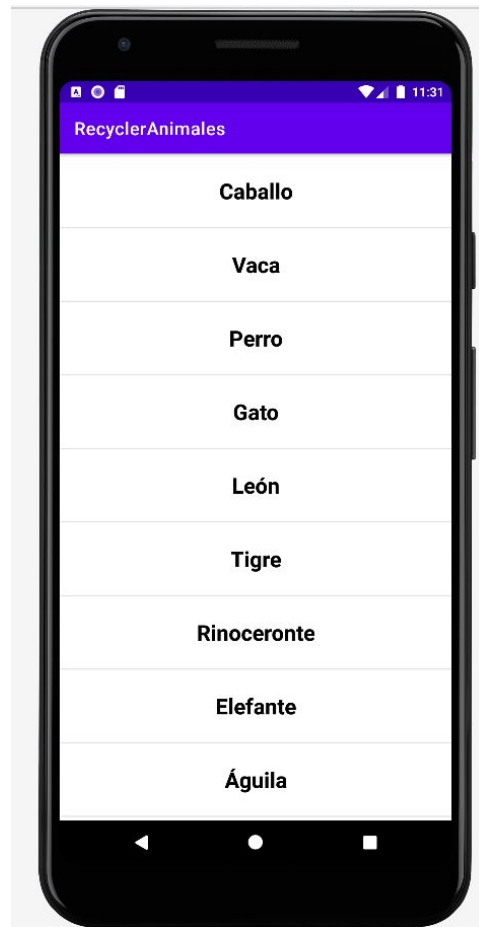 11:31
RecyclerAnimales
Caballo
Vaca
Perro
Gato
León
Tigre
Rinoceronte
Elefante
Águila